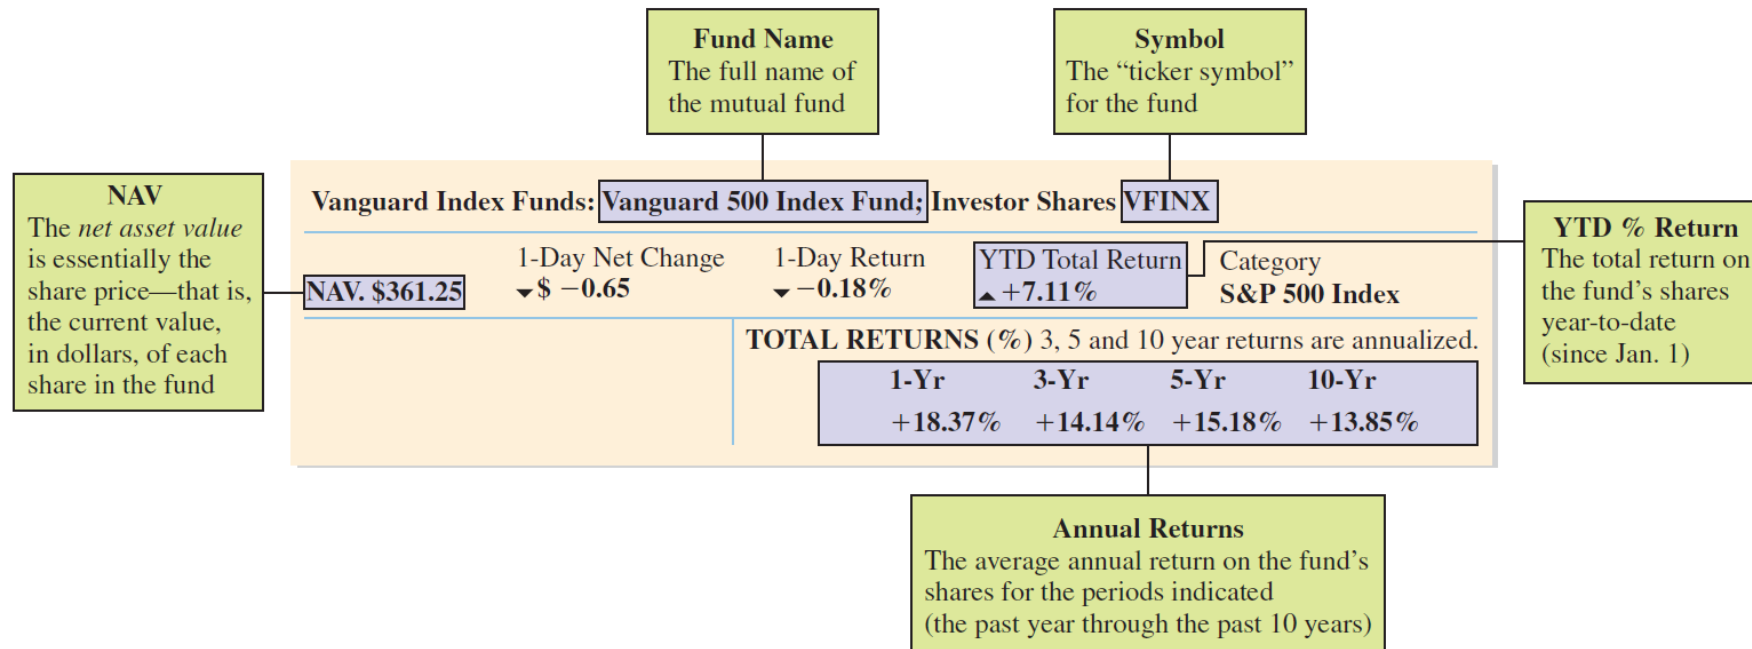 Fund Name
The full name of
the mutual fund
Symbol
The “ticker symbol”
for the fund
NAV
The net asset value
is essentially the
share price—that is,
the current value,
in dollars, of each
share in the fund
Vanguard Index Funds: Vanguard 500 Index Fund; Investor Shares VFINX
NAV. $361.25
1-Day Net Change
$ −0.65
1-Day Return
−0.18%
YTD Total Return
+7.11%
Category
S&P 500 Index
YTD % Return
The total return on
the fund’s shares
year-to-date
(since Jan. 1)
TOTAL RETURNS (%) 3, 5 and 10 year returns are annualized.
1-Yr 3-Yr 5-Yr 10-Yr
+18.37% +14.14% +15.18% +13.85%
Annual Returns
The average annual return on the fund’s
shares for the periods indicated
(the past year through the past 10 years)